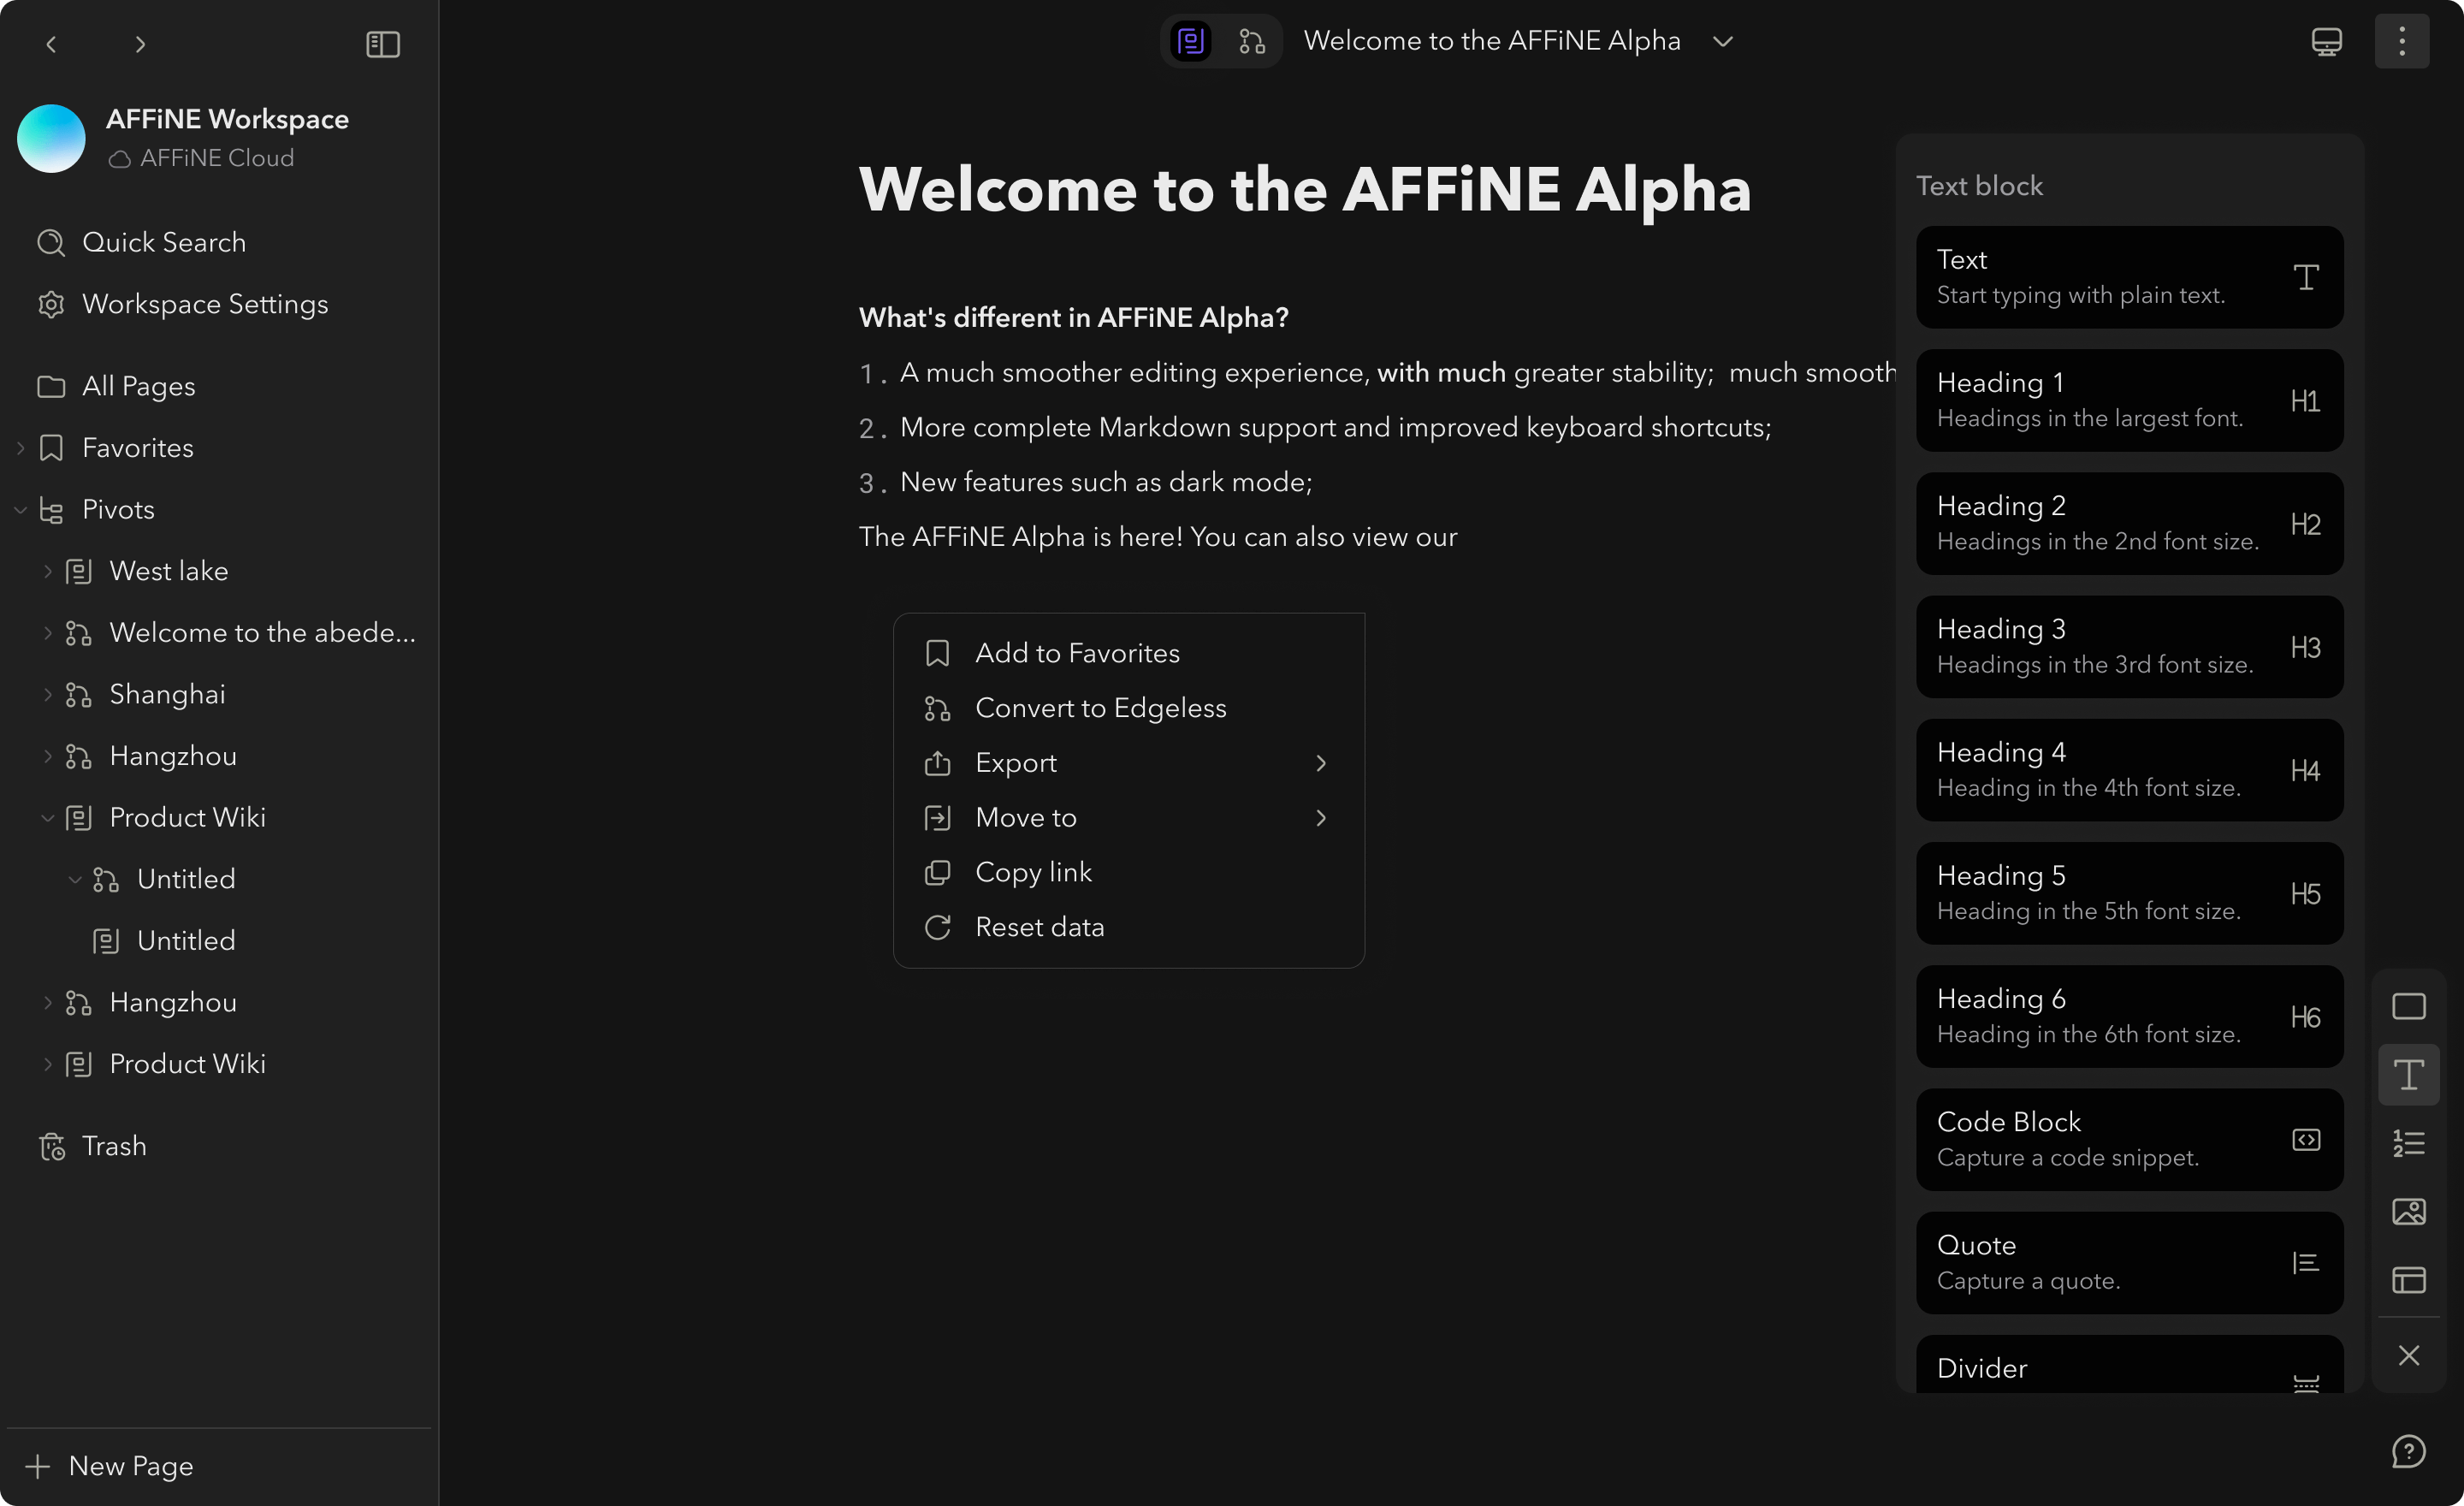 AFFiNE Workspace
AFFiNE Cloud
Quick Search
Workspace Settings
All Pages
Favorites
Pivots
West lake
Welcome to the abede...
Shanghai
Hangzhou
Product Wiki
Untitled
Untitled
Hangzhou
Product Wiki
Trash
New Page
Welcome to the AFFiNE Alpha
Welcome to the AFFiNE Alpha
What's different in AFFiNE Alpha?
1. A much smoother editing experience, with much greater stability; much smooth
2. More complete Markdown support and improved keyboard shortcuts;
3. New features such as dark mode;
The AFFiNE Alpha is here! You can also view our
Add to Favorites
Convert to Edgeless
Export
Move to
Copy link
Reset data
Text block
Text
Start typing with plain text.
T
Heading 1
Headings in the largest font.
H1
Heading 2
Headings in the 2nd font size.
H2
Heading 3
Headings in the 3rd font size.
H3
Heading 4
Heading in the 4th font size.
H4
Heading 5
Heading in the 5th font size.
H5
Heading 6
Heading in the 6th font size.
H6
Code Block
Capture a code snippet.
Quote
Capture a quote.
Divider